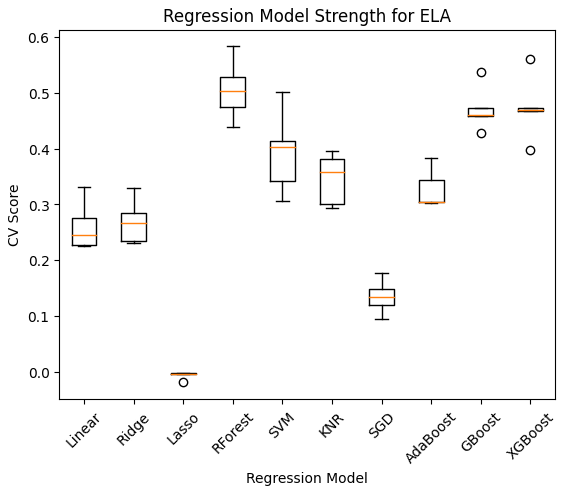 Regression Model Strength for ELA
0.6
0.5
0.4
0.3
0.2
0.1
0.0
CV Score
Linear
Ridge
Lasso
RForest
SVM
KNR
SGD
AdaBoost
GBoost
XGBoost
Regression Model